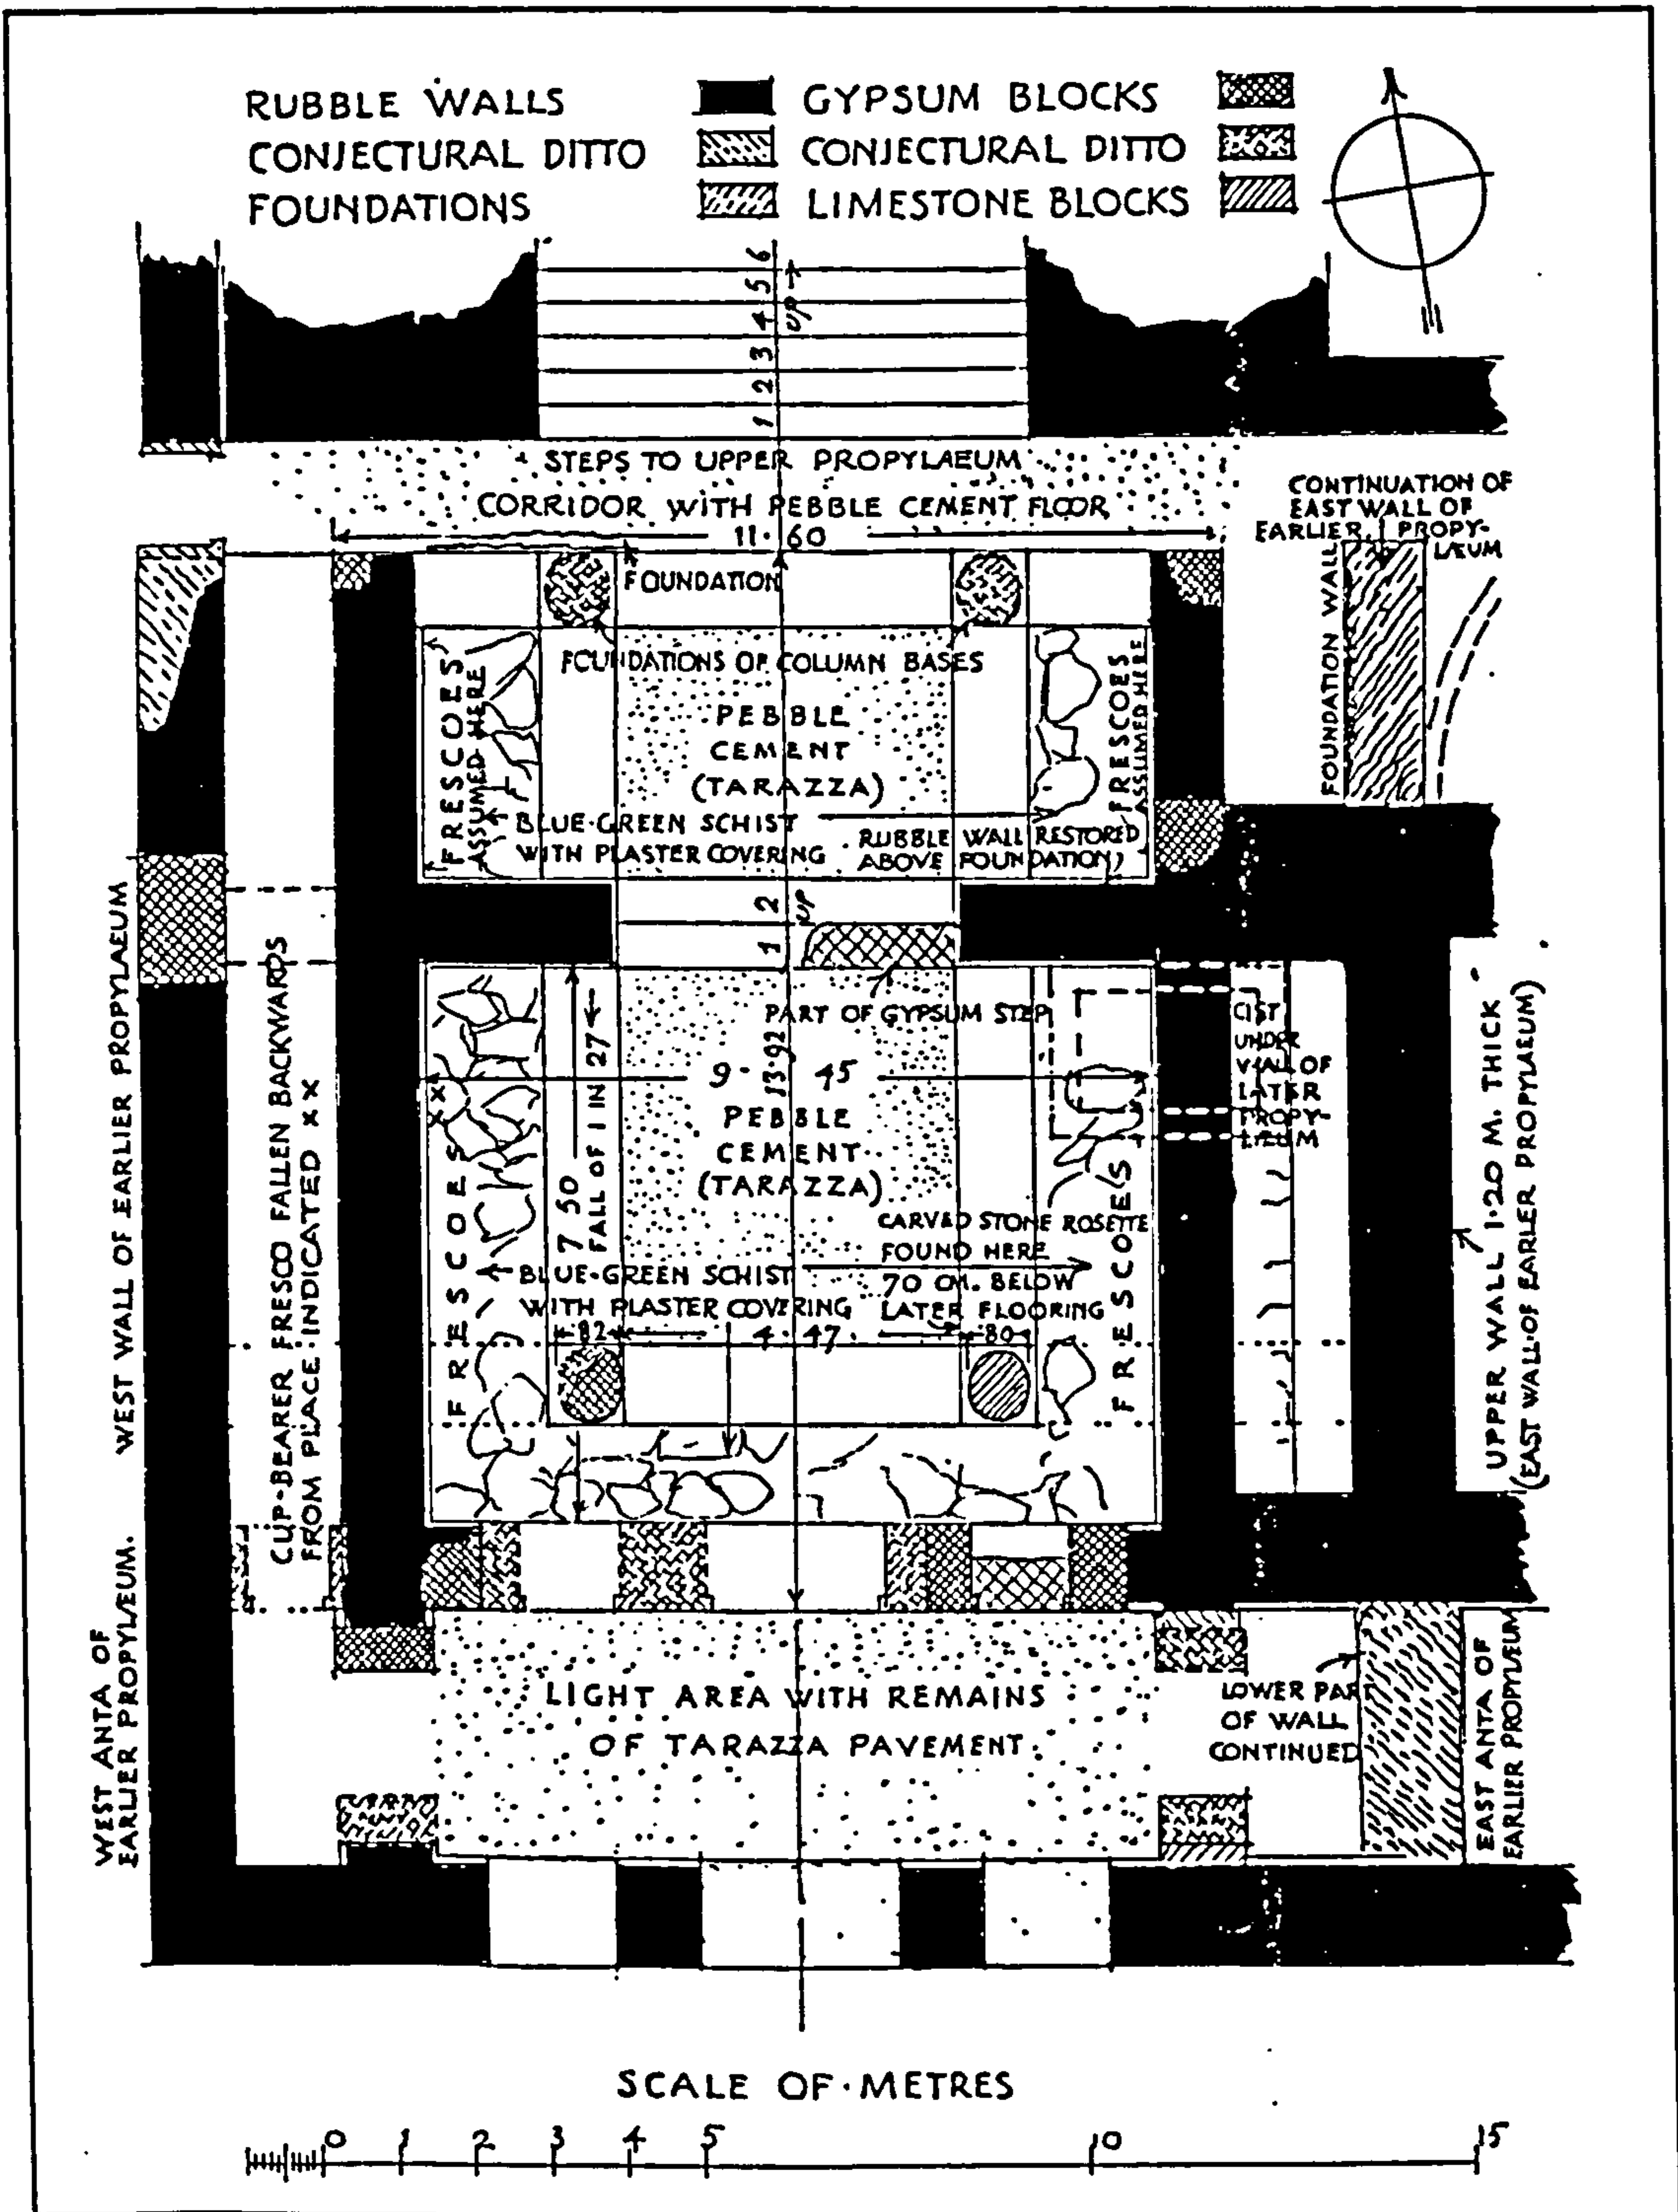 RUBBLE WALLS
CONJECTURAL DITTO
FOUNDATIONS
GYPSUM BLOCKS
CONJECTURAL DITTO
LIMESTONE BLOCKS
6
5
4
3
2
1
UP
STEPS TO UPPER PROPYLAEUM
CORRIDOR WITH PEBBLE CEMENT FLOOR
11·60
CONTINUATION OF
EAST WALL OF
EARLIER PROPY-
LÆUM
FOUNDATION WALL
FOUNDATION
FOUNDATIONS OF COLUMN BASES
FRESCOES
ASSUMED HERE
PEBBLE
CEMENT
(TARAZZA)
FRESCOES
ASSUMED HERE
BLUE-GREEN SCHIST
WITH PLASTER COVERING
RUBBLE WALL RESTORED
ABOVE FOUNDATION)
2
1
UP
PART OF GYPSUM STEP
CIST
UNDER
WALL OF
LATER
PROPY-
LÆUM
9·45
13·92
XX
PEBBLE
CEMENT
(TARAZZA)
7 50
FALL OF 1 IN 27
FRESCOES
FRESCOES
CARVED STONE ROSETTE
FOUND HERE
70 CM. BELOW
LATER FLOORING
BLUE-GREEN SCHIST
WITH PLASTER COVERING
·82
4·47
·80
WEST WALL OF EARLIER PROPYLAEUM
CUP-BEARER FRESCO FALLEN BACKWARDS
FROM PLACE INDICATED XX
UPPER WALL 1·20 M. THICK
(EAST WALL OF EARLER PROPYLAEUM)
WEST ANTA OF
EARLIER PROPYLÆUM.
LIGHT AREA WITH REMAINS
OF TARAZZA PAVEMENT
LOWER PAR
OF WALL
CONTINUED
EAST ANTA OF
EARLIER PROPYLÆUM
SCALE OF METRES
0 1 2 3 4 5 10 15